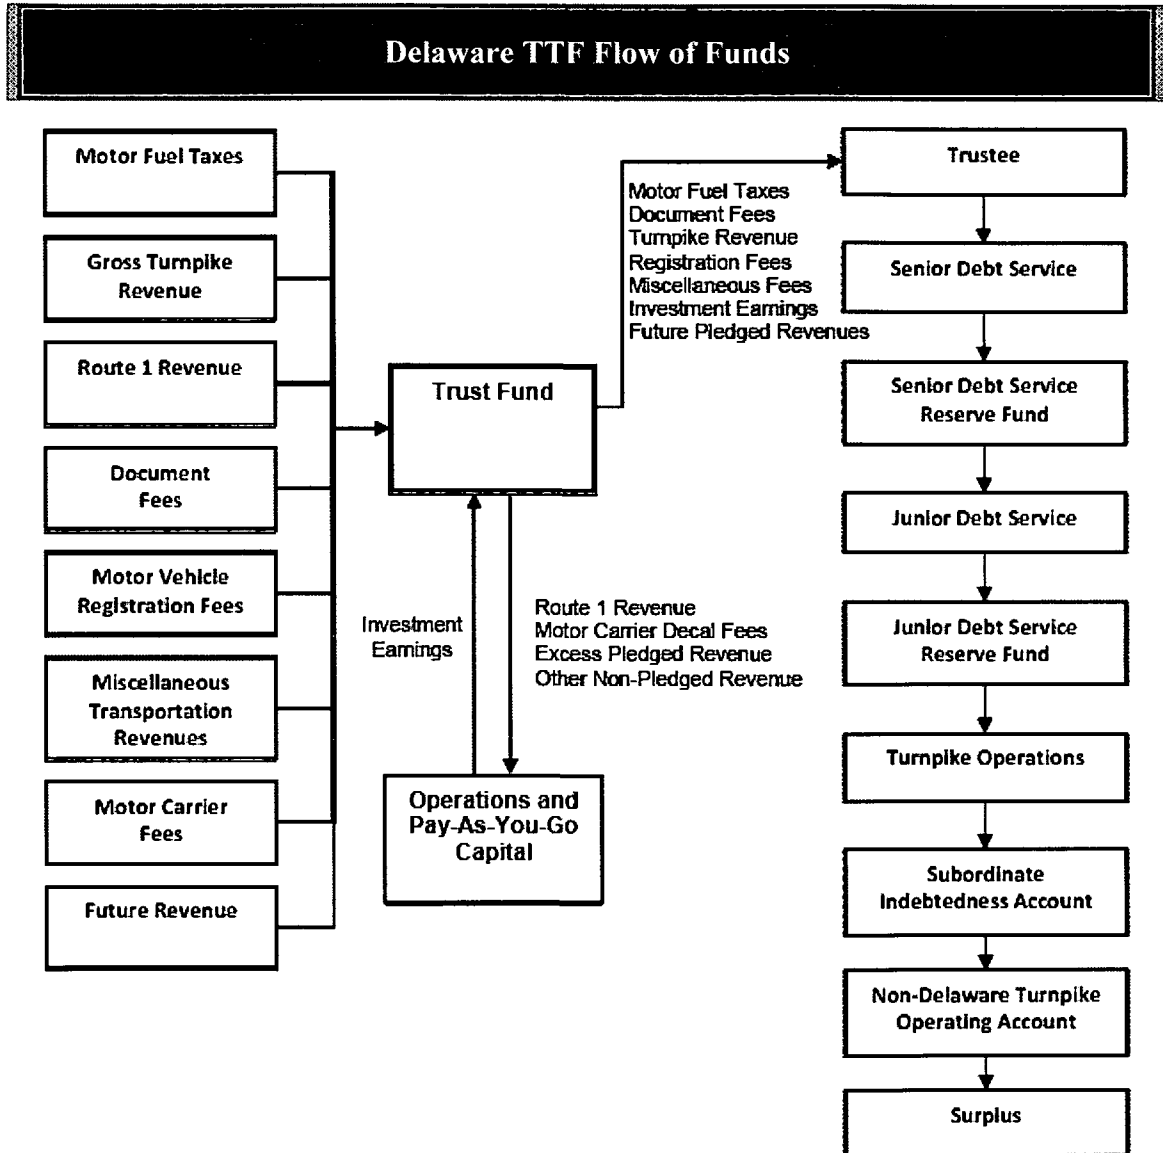 Delaware TTF Flow of Funds
Motor Fuel Taxes
Gross Turnpike
Revenue
Route 1 Revenue
Document
Fees
Motor Vehicle
Registration Fees
Miscellaneous
Transportation
Revenues
Motor Carrier
Fees
Future Revenue
Trust Fund
Investment
Earnings
Route 1 Revenue
Motor Carrier Decal Fees
Excess Pledged Revenue
Other Non-Pledged Revenue
Operations and
Pay-As-You-Go
Capital
Motor Fuel Taxes
Document Fees
Turnpike Revenue
Registration Fees
Miscellaneous Fees
Investment Earnings
Future Pledged Revenues
Trustee
Senior Debt Service
Senior Debt Service
Reserve Fund
Junior Debt Service
Junior Debt Service
Reserve Fund
Turnpike Operations
Subordinate
Indebtedness Account
Non-Delaware Turnpike
Operating Account
Surplus